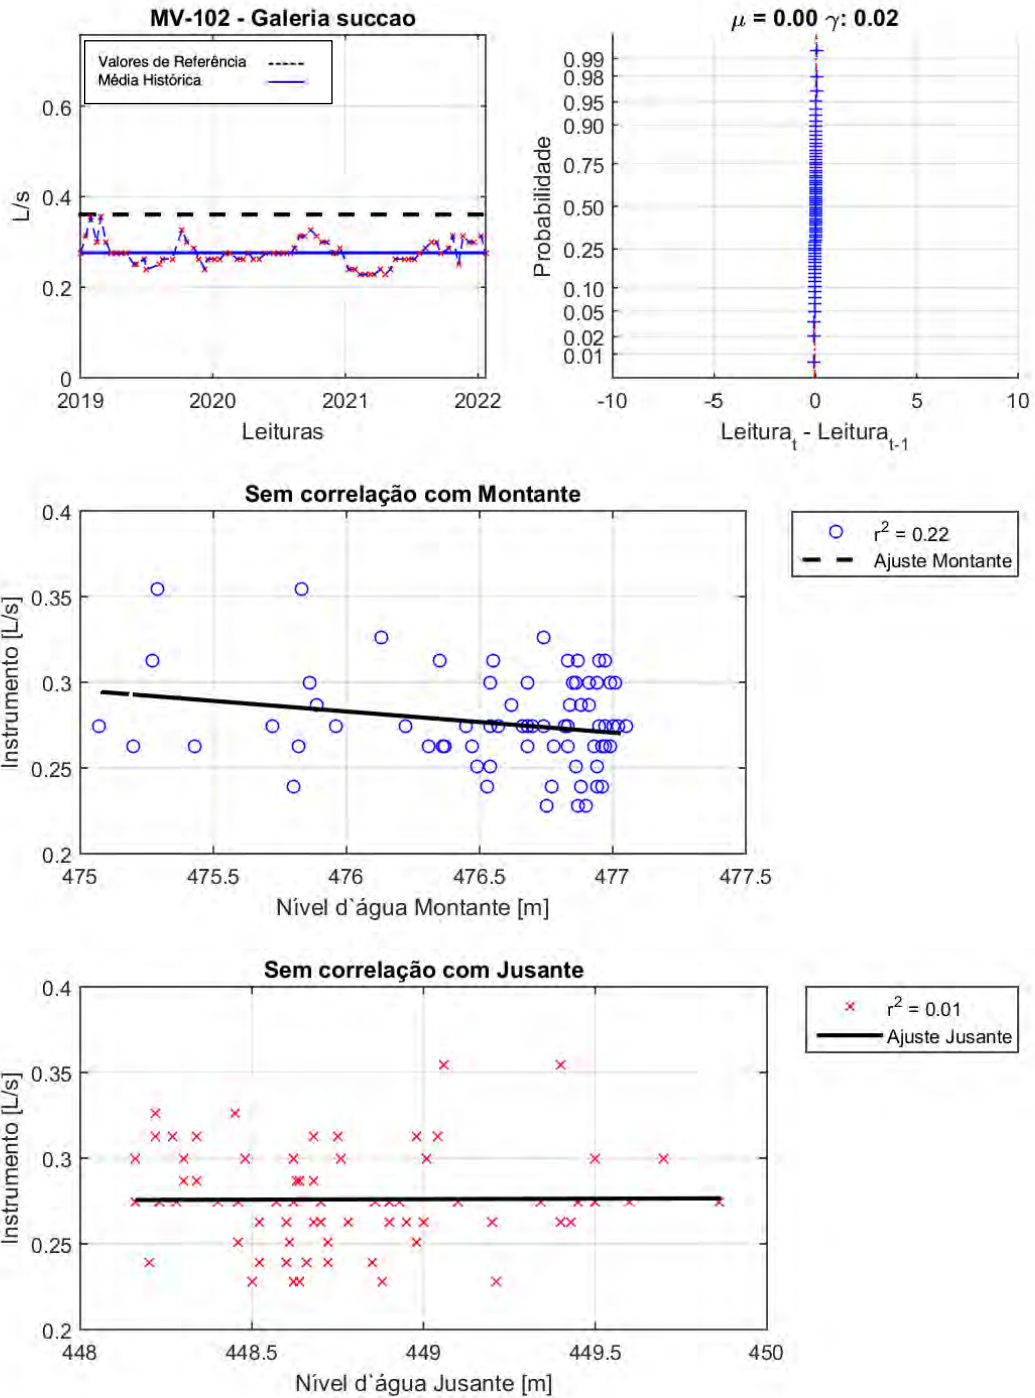 MV-102 - Galeria succao
Valores de Referência
Média Histórica
L/s
0.6
0.4
0.2
0
2019 2020 2021 2022
Leituras
μ = 0.00 γ: 0.02
Probabilidade
0.99
0.98
0.95
0.90
0.75
0.50
0.25
0.10
0.05
0.02
0.01
-10 -5 0 5 10
Leitura_t - Leitura_t-1
Sem correlação com Montante
Instrumento [L/s]
0.4
0.35
0.3
0.25
0.2
475 475.5 476 476.5 477 477.5
Nível d`água Montante [m]
r² = 0.22
Ajuste Montante
Sem correlação com Jusante
Instrumento [L/s]
0.4
0.35
0.3
0.25
0.2
448 448.5 449 449.5 450
Nível d`água Jusante [m]
r² = 0.01
Ajuste Jusante